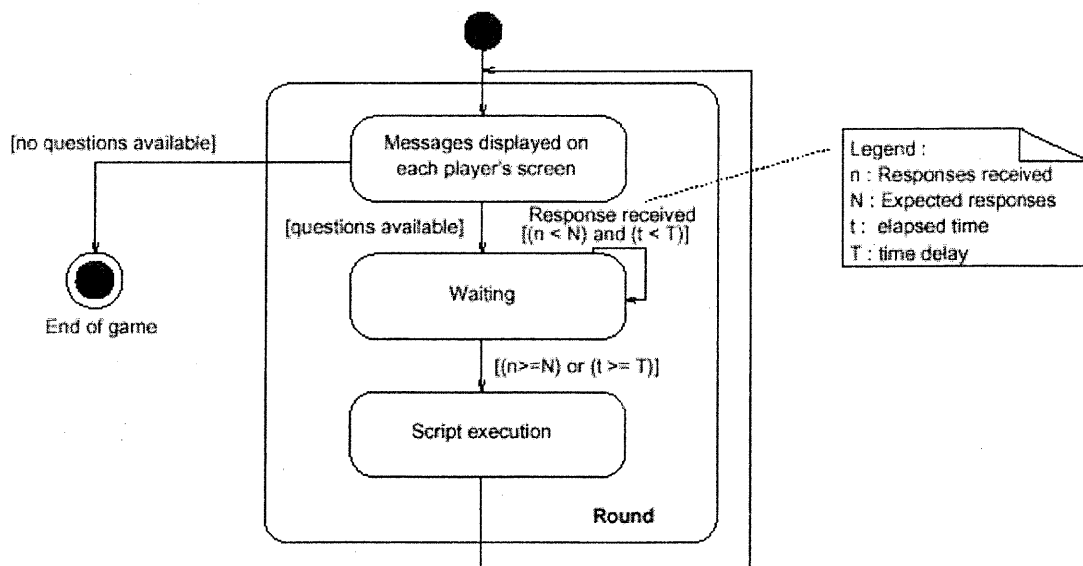 Messages displayed on
each player's screen
[no questions available]
[questions available]
Response received
[(n < N) and (t < T)]
Legend :
n : Responses received
N : Expected responses
t : elapsed time
T : time delay
Waiting
End of game
[(n>=N) or (t >= T)]
Script execution
Round